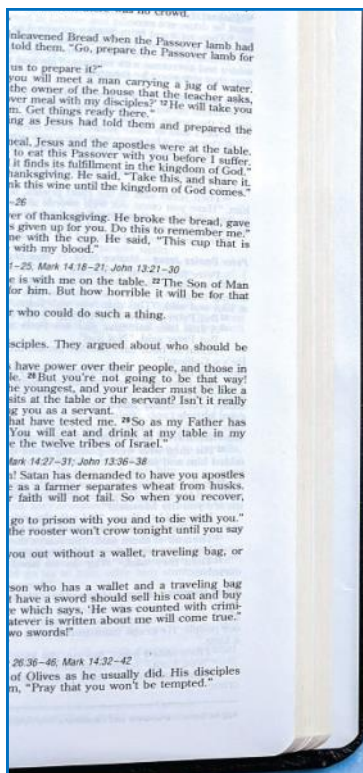 was no crowd.
nleavened Bread when the Passover lamb had
told them, "Go, prepare the Passover lamb for
us to prepare it?"
you will meet a man carrying a jug of water.
the owner of the house that the teacher asks,
ver meal with my disciples?' ¹²He will take you
m. Get things ready there."
ng as Jesus had told them and prepared the
meal, Jesus and the apostles were at the table.
to eat this Passover with you before I suffer.
it finds its fulfillment in the kingdom of God."
hanksgiving. He said, "Take this, and share it.
nk this wine until the kingdom of God comes."
–26
er of thanksgiving. He broke the bread, gave
s given up for you. Do this to remember me."
me with the cup. He said, "This cup that is
with my blood."
1–25, Mark 14:18–21; John 13:21–30
e is with me on the table. ²²The Son of Man
or him. But how horrible it will be for that
r who could do such a thing.
sciples. They argued about who should be
have power over their people, and those in
le. ²⁶But you're not going to be that way!
he youngest, and your leader must be like a
sits at the table or the servant? Isn't it really
g you as a servant.
hat have tested me. ²⁹So as my Father has
You will eat and drink at my table in my
e the twelve tribes of Israel."
Mark 14:27–31; John 13:36–38
! Satan has demanded to have you apostles
e as a farmer separates wheat from husks.
r faith will not fail. So when you recover,
go to prison with you and to die with you."
the rooster won't crow tonight until you say
you out without a wallet, traveling bag, or
son who has a wallet and a traveling bag
t have a sword should sell his coat and buy
e which says, 'He was counted with crimi-
atever is written about me will come true."
wo swords!"
26:36–46; Mark 14:32–42
of Olives as he usually did. His disciples
m, "Pray that you won't be tempted."